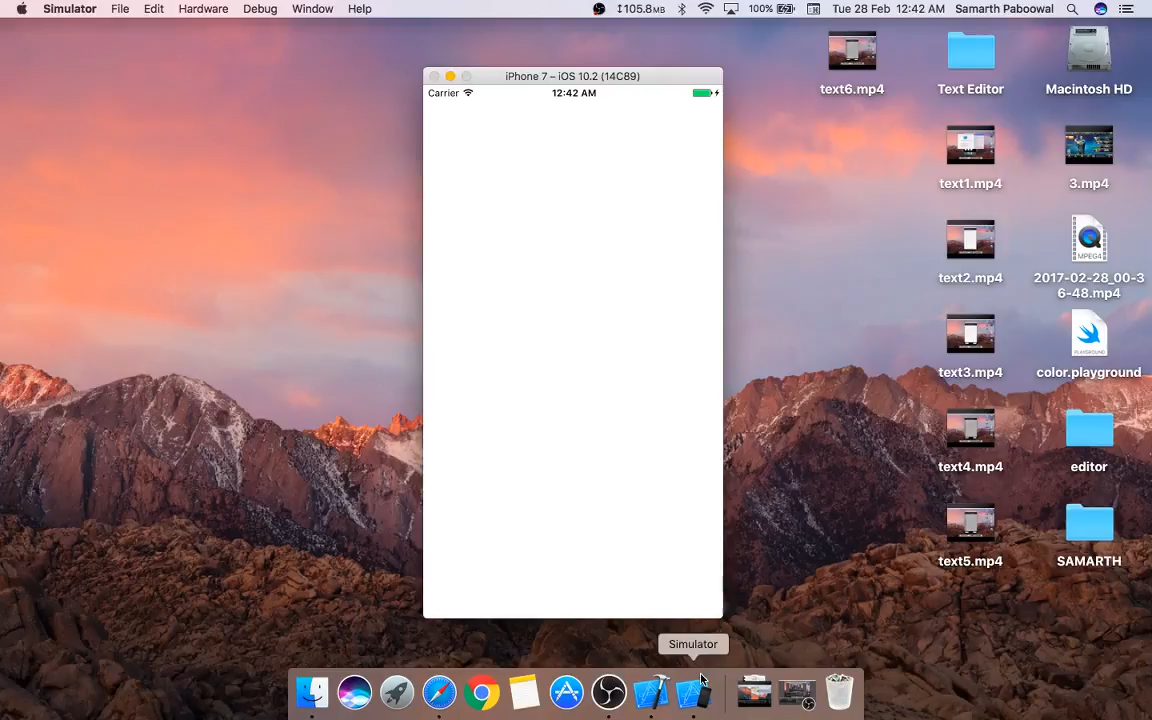 Simulator File Edit Hardware Debug Window Help
↕105.8MB 100% Tue 28 Feb 12:42 AM Samarth Paboowal
iPhone 7 – iOS 10.2 (14C89)
Carrier 12:42 AM
text6.mp4
Text Editor
Macintosh HD
text1.mp4
3.mp4
text2.mp4
MPEG4
2017-02-28_00-3
6-48.mp4
text3.mp4
PLAYGROUND
color.playground
text4.mp4
editor
text5.mp4
SAMARTH
Simulator